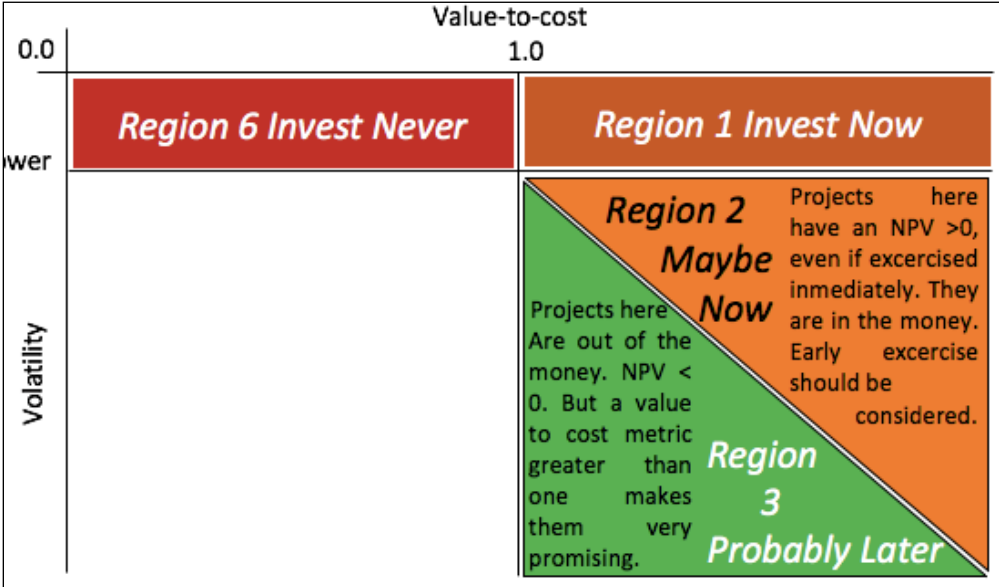 Value-to-cost
0.0
1.0
Region 6 Invest Never
Region 1 Invest Now
ower
Volatility
Region 2
Maybe
Now
Projects here
have an NPV >0,
even if excercised
inmediately. They
are in the money.
Early excercise
should be
considered.
Projects here
Are out of the
money. NPV <
0. But a value
to cost metric
greater than
one makes
them very
promising.
Region
3
Probably Later